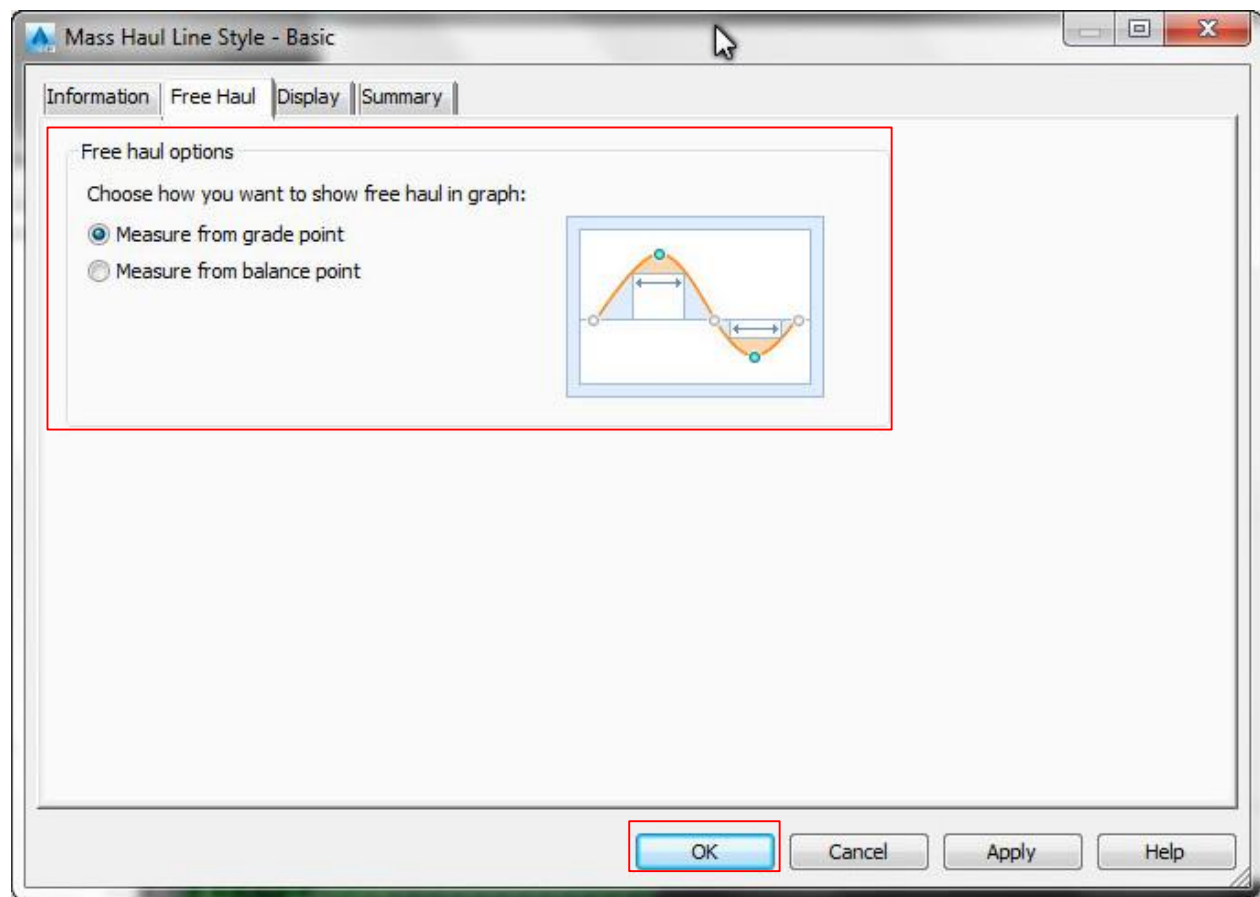 Mass Haul Line Style - Basic
Information Free Haul Display Summary
Free haul options
Choose how you want to show free haul in graph:
Measure from grade point
Measure from balance point
OK Cancel Apply Help